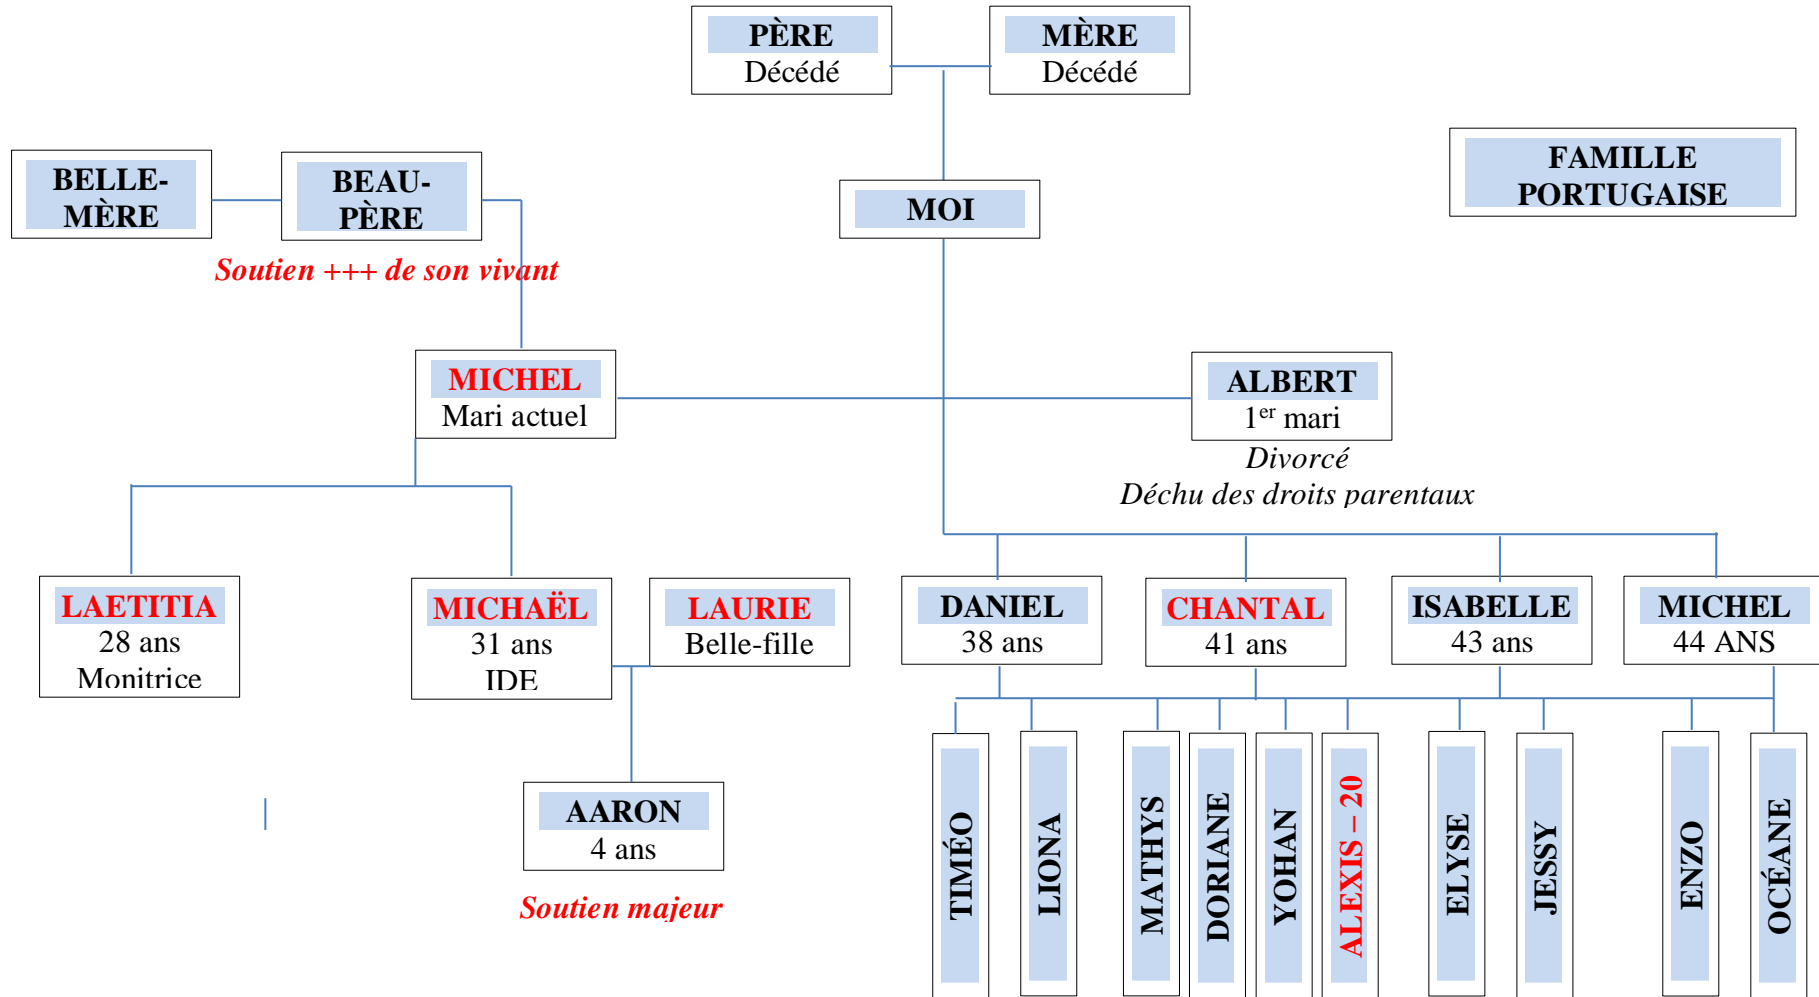 PÈRE
Décédé
MÈRE
Décédé
BELLE-
MÈRE
BEAU-
PÈRE
MOI
FAMILLE
PORTUGAISE
Soutien +++ de son vivant
MICHEL
Mari actuel
ALBERT
1er mari
Divorcé
Déchu des droits parentaux
LAETITIA
28 ans
Monitrice
MICHAËL
31 ans
IDE
LAURIE
Belle-fille
DANIEL
38 ans
CHANTAL
41 ans
ISABELLE
43 ans
MICHEL
44 ANS
AARON
4 ans
Soutien majeur
TIMÉO
LIONA
MATHYS
DORIANE
YOHAN
ALEXIS – 20
ELYSE
JESSY
ENZO
OCÉANE